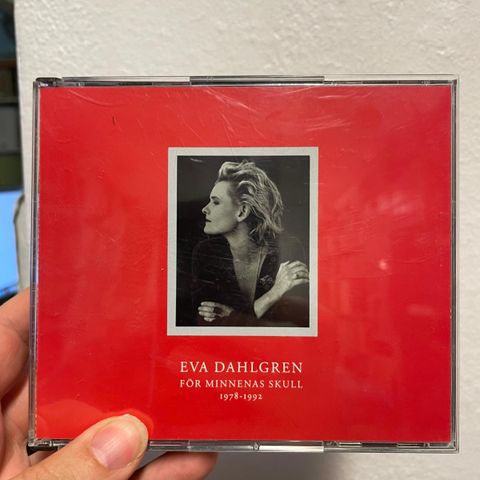 EVA DAHLGREN
FÖR MINNENAS SKULL
1978-1992